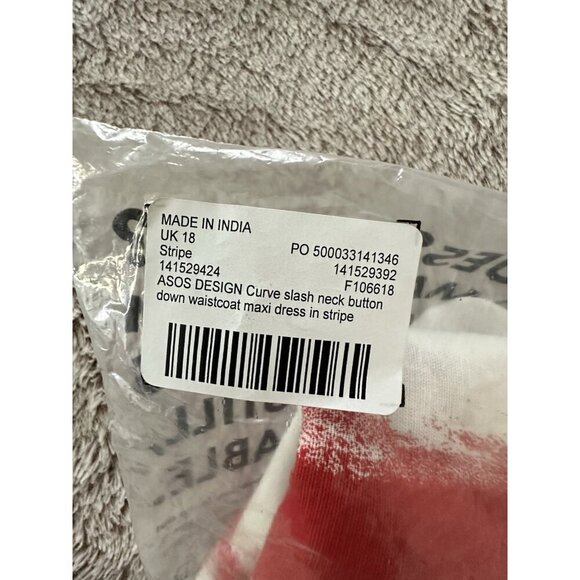 MADE IN INDIA
UK 18
Stripe PO 500033141346
141529424 141529392
F106618
ASOS DESIGN Curve slash neck button
down waistcoat maxi dress in stripe